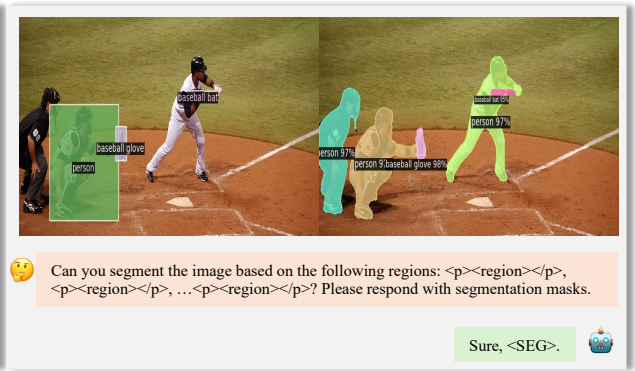 baseball bat
baseball glove
person
baseball bat 95%
person 97%
person 97%
person 9
baseball glove 98%
Can you segment the image based on the following regions: <p><region></p>,
<p><region></p>, …<p><region></p>? Please respond with segmentation masks.
Sure, <SEG>.